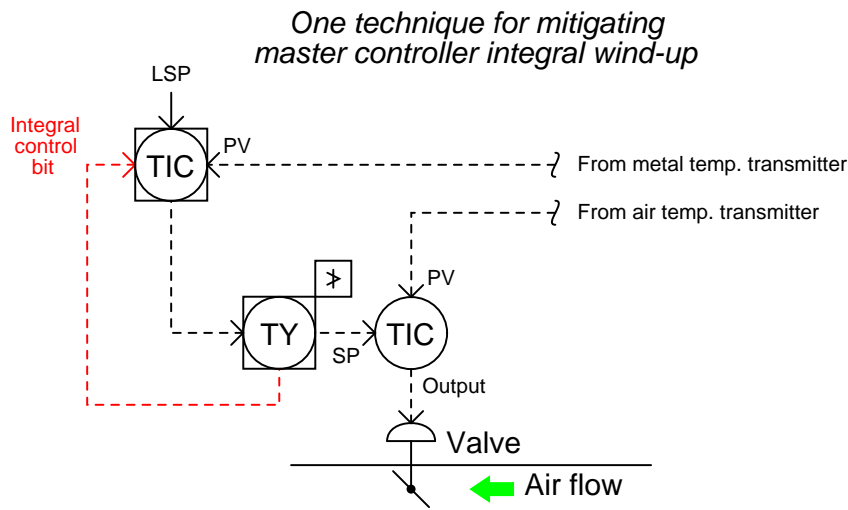 One technique for mitigating
master controller integral wind-up
LSP
Integral
control
bit
TIC
PV
From metal temp. transmitter
From air temp. transmitter
PV
TY
SP
TIC
Output
Valve
Air flow